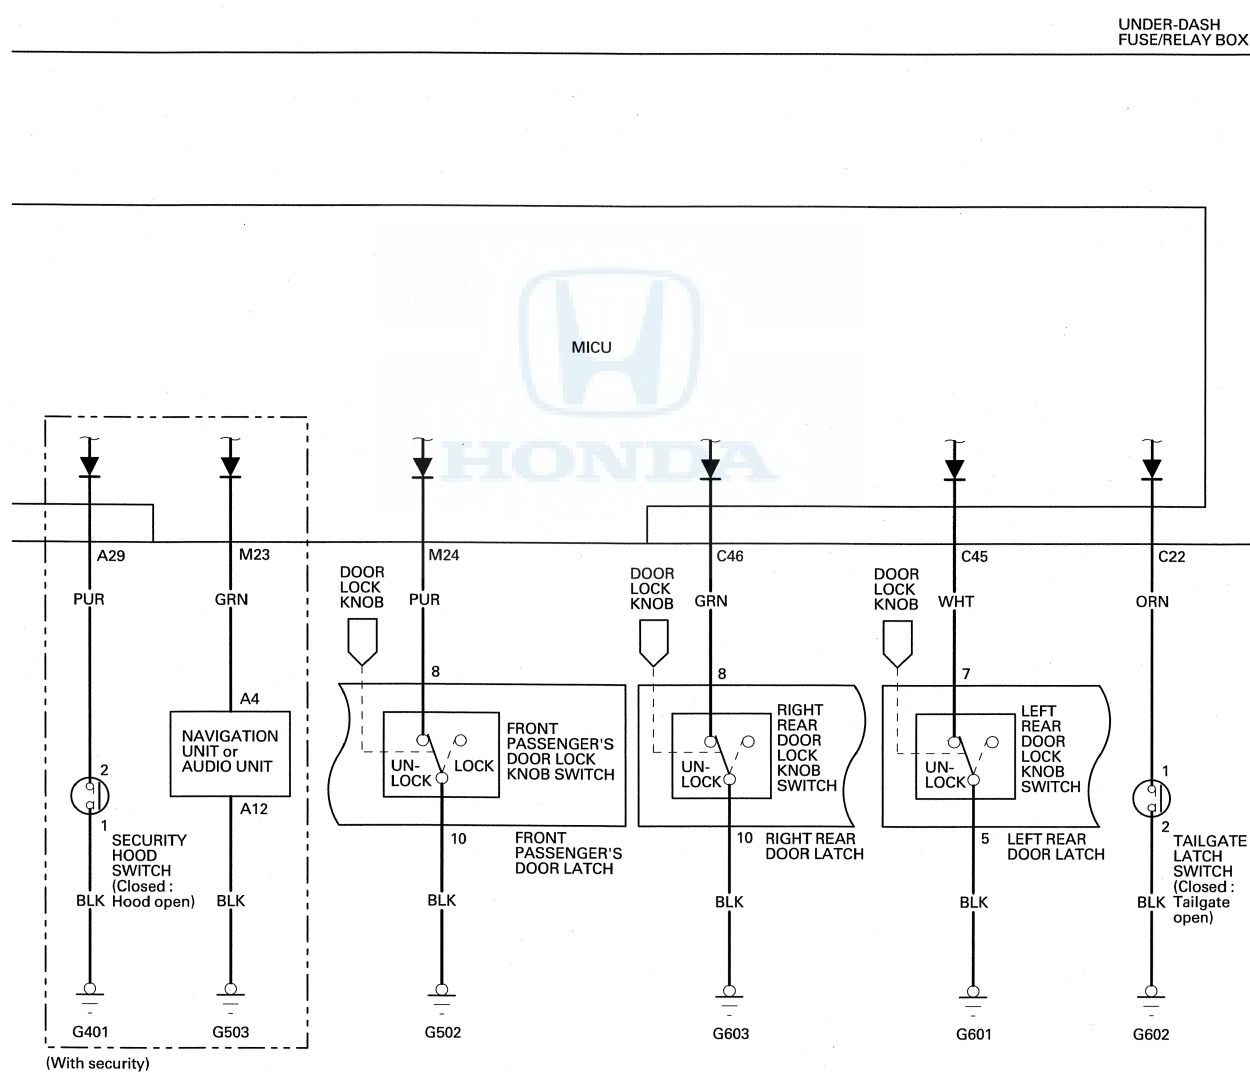 UNDER-DASH
FUSE/RELAY BOX
MICU
HONDA
A29
M23
M24
C46
C45
C22
PUR
GRN
DOOR
LOCK
KNOB
PUR
DOOR
LOCK
KNOB
GRN
DOOR
LOCK
KNOB
WHT
ORN
A4
8
8
7
NAVIGATION
UNIT or
AUDIO UNIT
A12
2
1
SECURITY
HOOD
SWITCH
(Closed :
Hood open)
UN-
LOCK
LOCK
FRONT
PASSENGER'S
DOOR LOCK
KNOB SWITCH
10
FRONT
PASSENGER'S
DOOR LATCH
UN-
LOCK
RIGHT
REAR
DOOR
LOCK
KNOB
SWITCH
10
RIGHT REAR
DOOR LATCH
UN-
LOCK
LEFT
REAR
DOOR
LOCK
KNOB
SWITCH
5
LEFT REAR
DOOR LATCH
1
2
TAILGATE
LATCH
SWITCH
(Closed :
Tailgate
open)
BLK
BLK
BLK
BLK
BLK
BLK
G401
G503
G502
G603
G601
G602
(With security)